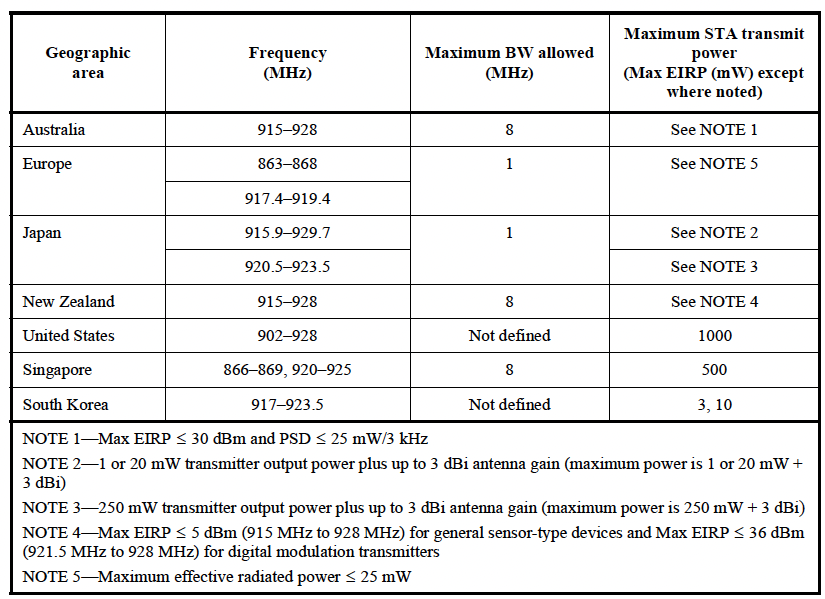 Geographic area
Frequency (MHz)
Maximum BW allowed (MHz)
Maximum STA transmit power (Max EIRP (mW) except where noted)
Australia 915–928 8 See NOTE 1
Europe 863–868 1 See NOTE 5
917.4–919.4
Japan 915.9–929.7 1 See NOTE 2
920.5–923.5 See NOTE 3
New Zealand 915–928 8 See NOTE 4
United States 902–928 Not defined 1000
Singapore 866–869, 920–925 8 500
South Korea 917–923.5 Not defined 3, 10
NOTE 1—Max EIRP ≤ 30 dBm and PSD ≤ 25 mW/3 kHz
NOTE 2—1 or 20 mW transmitter output power plus up to 3 dBi antenna gain (maximum power is 1 or 20 mW +
3 dBi)
NOTE 3—250 mW transmitter output power plus up to 3 dBi antenna gain (maximum power is 250 mW + 3 dBi)
NOTE 4—Max EIRP ≤ 5 dBm (915 MHz to 928 MHz) for general sensor-type devices and Max EIRP ≤ 36 dBm
(921.5 MHz to 928 MHz) for digital modulation transmitters
NOTE 5—Maximum effective radiated power ≤ 25 mW